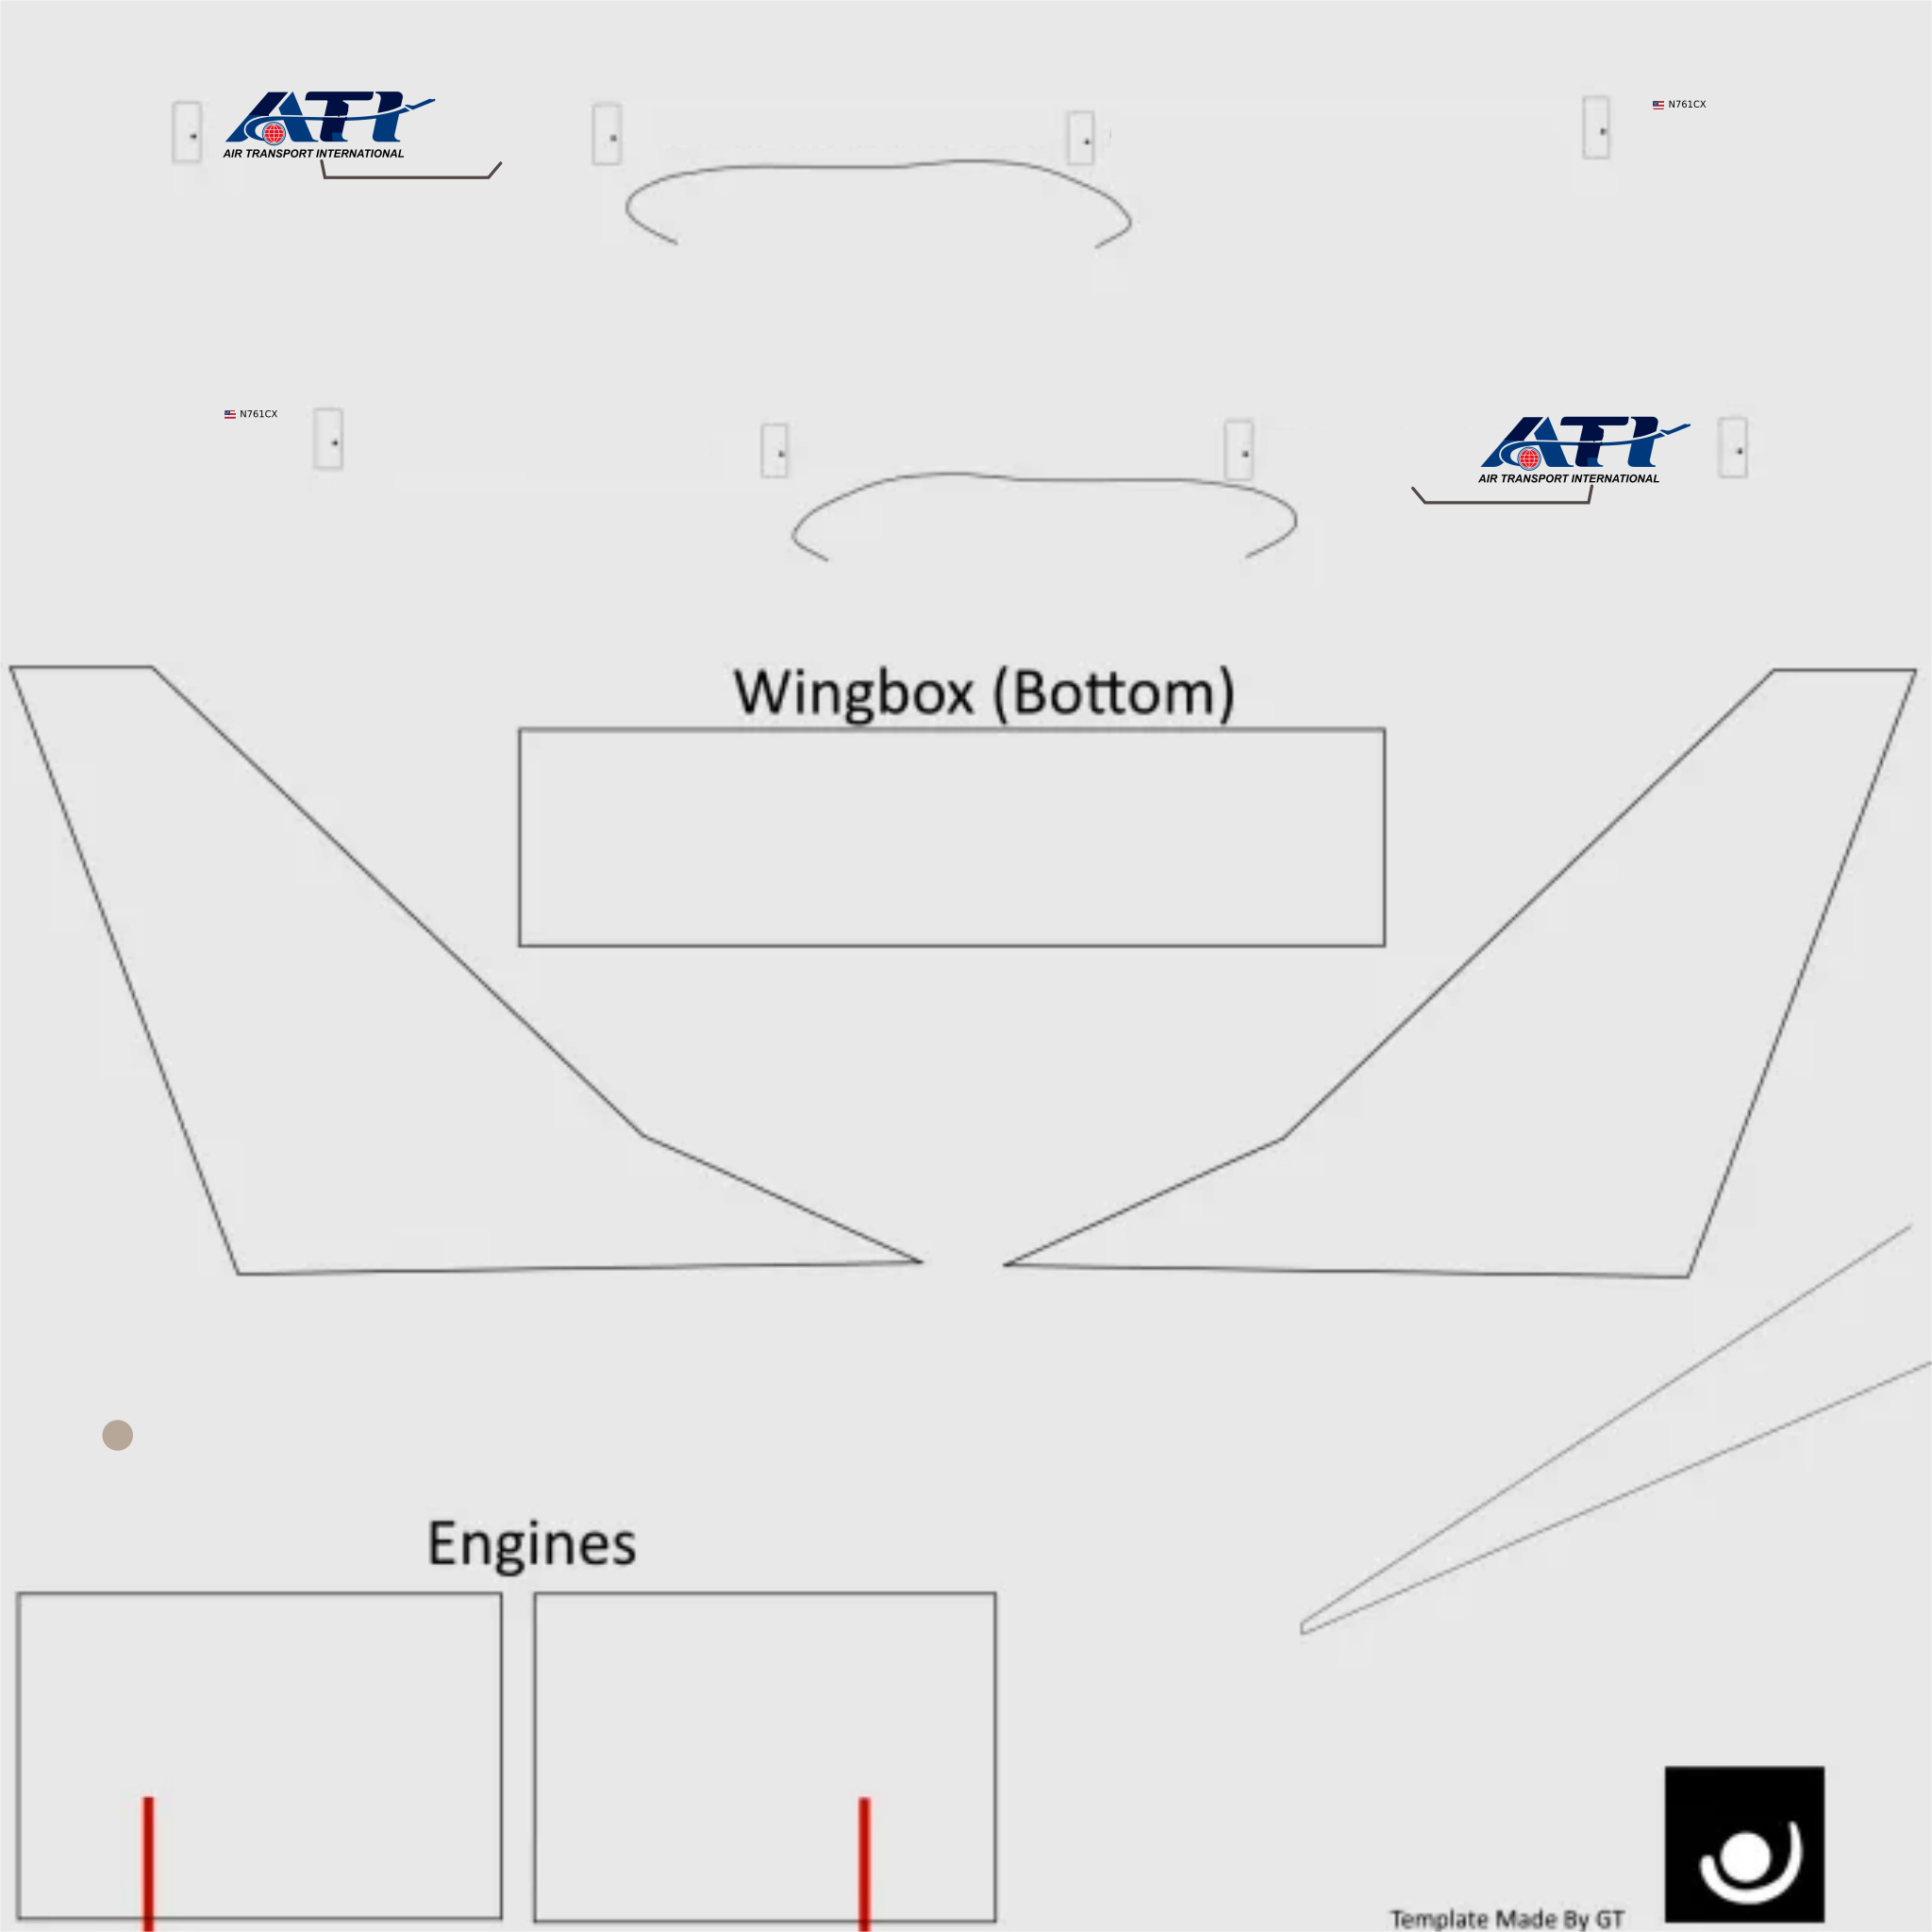 ATI
AIR TRANSPORT INTERNATIONAL
N761CX
N761CX
ATI
AIR TRANSPORT INTERNATIONAL
Wingbox (Bottom)
Engines
Template Made By GT